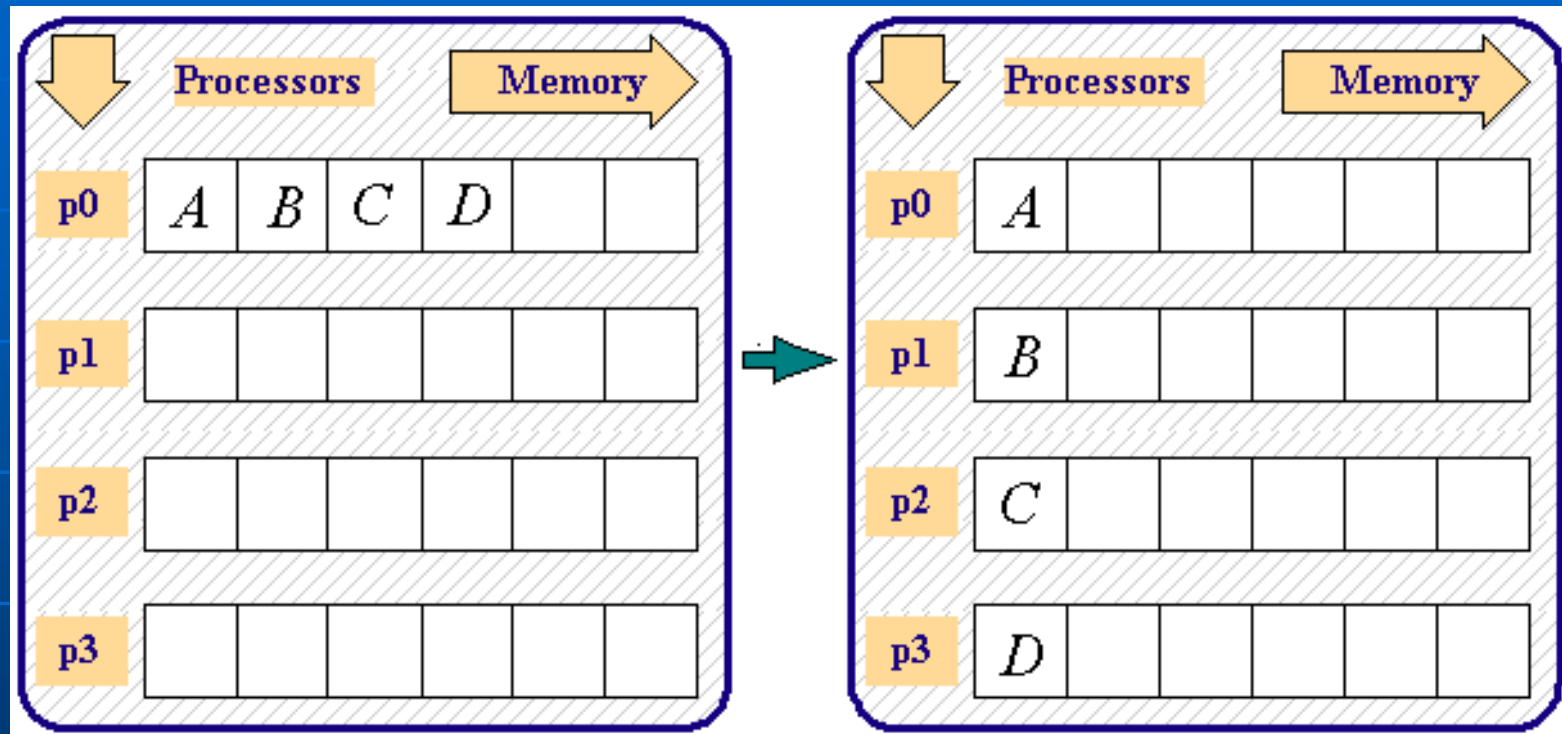 Processors Memory
p0 A B C D
p1
p2
p3
Processors Memory
p0 A
p1 B
p2 C
p3 D